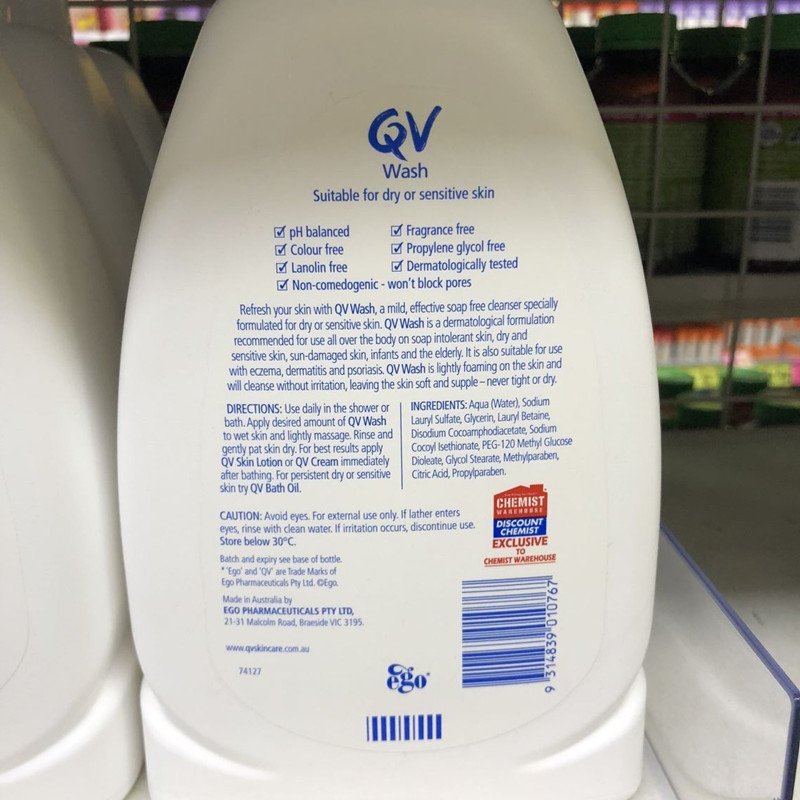 QV
Wash
Suitable for dry or sensitive skin
☑ pH balanced ☑ Fragrance free
☑ Colour free ☑ Propylene glycol free
☑ Lanolin free ☑ Dermatologically tested
☑ Non-comedogenic - won't block pores
Refresh your skin with QV Wash, a mild, effective soap free cleanser specially
formulated for dry or sensitive skin. QV Wash is a dermatological formulation
recommended for use all over the body on soap intolerant skin, dry and
sensitive skin, sun-damaged skin, infants and the elderly. It is also suitable for use
with eczema, dermatitis and psoriasis. QV Wash is lightly foaming on the skin and
will cleanse without irritation, leaving the skin soft and supple – never tight or dry.
DIRECTIONS: Use daily in the shower or
bath. Apply desired amount of QV Wash
to wet skin and lightly massage. Rinse and
gently pat skin dry. For best results apply
QV Skin Lotion or QV Cream immediately
after bathing. For persistent dry or sensitive
skin try QV Bath Oil.
INGREDIENTS: Aqua (Water), Sodium
Lauryl Sulfate, Glycerin, Lauryl Betaine,
Disodium Cocoamphodiacetate, Sodium
Cocoyl Isethionate, PEG-120 Methyl Glucose
Dioleate, Glycol Stearate, Methylparaben,
Citric Acid, Propylparaben.
CAUTION: Avoid eyes. For external use only. If lather enters
eyes, rinse with clean water. If irritation occurs, discontinue use.
Store below 30°C.
Batch and expiry see base of bottle.
* 'Ego' and 'QV' are Trade Marks of
Ego Pharmaceuticals Pty Ltd. ©Ego.
Made in Australia by
EGO PHARMACEUTICALS PTY LTD,
21-31 Malcolm Road, Braeside VIC 3195.
www.qvskincare.com.au
74127
ego*
CHEMIST
WAREHOUSE
DISCOUNT
CHEMIST
EXCLUSIVE
TO
CHEMIST WAREHOUSE
9 314839 010767